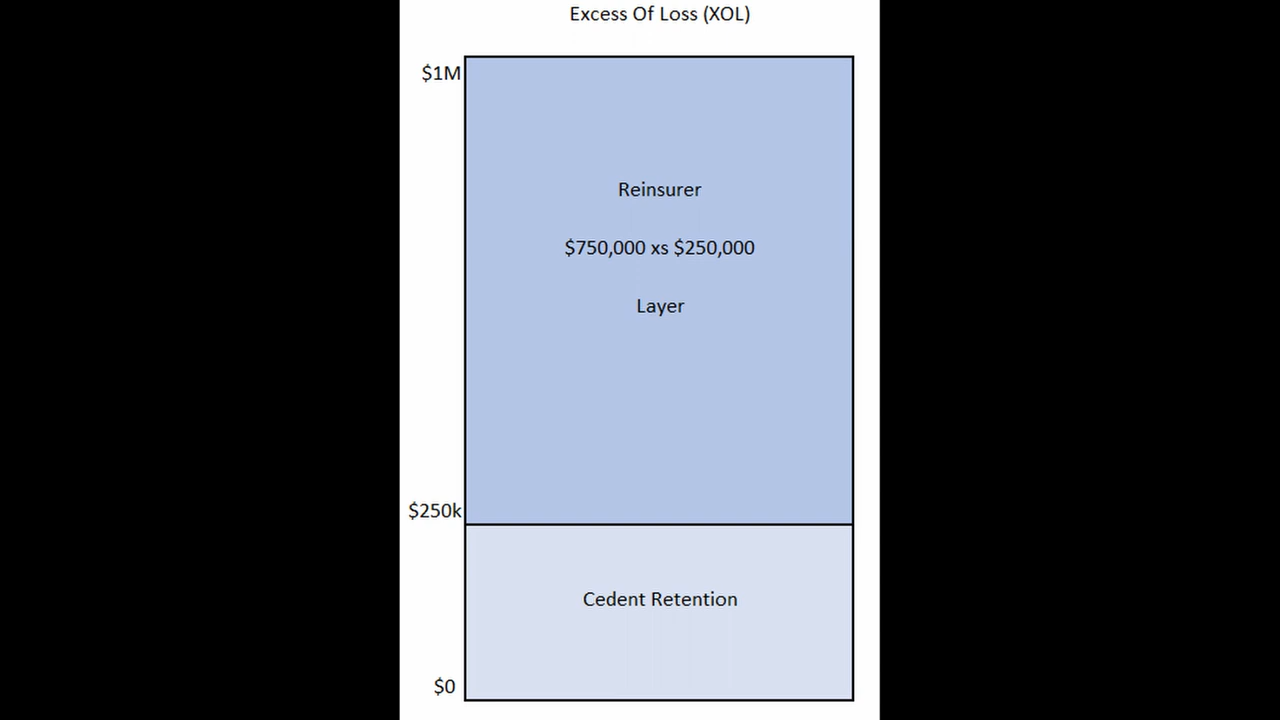 Excess Of Loss (XOL)
$1M
Reinsurer
$750,000 xs $250,000
Layer
$250k
Cedent Retention
$0